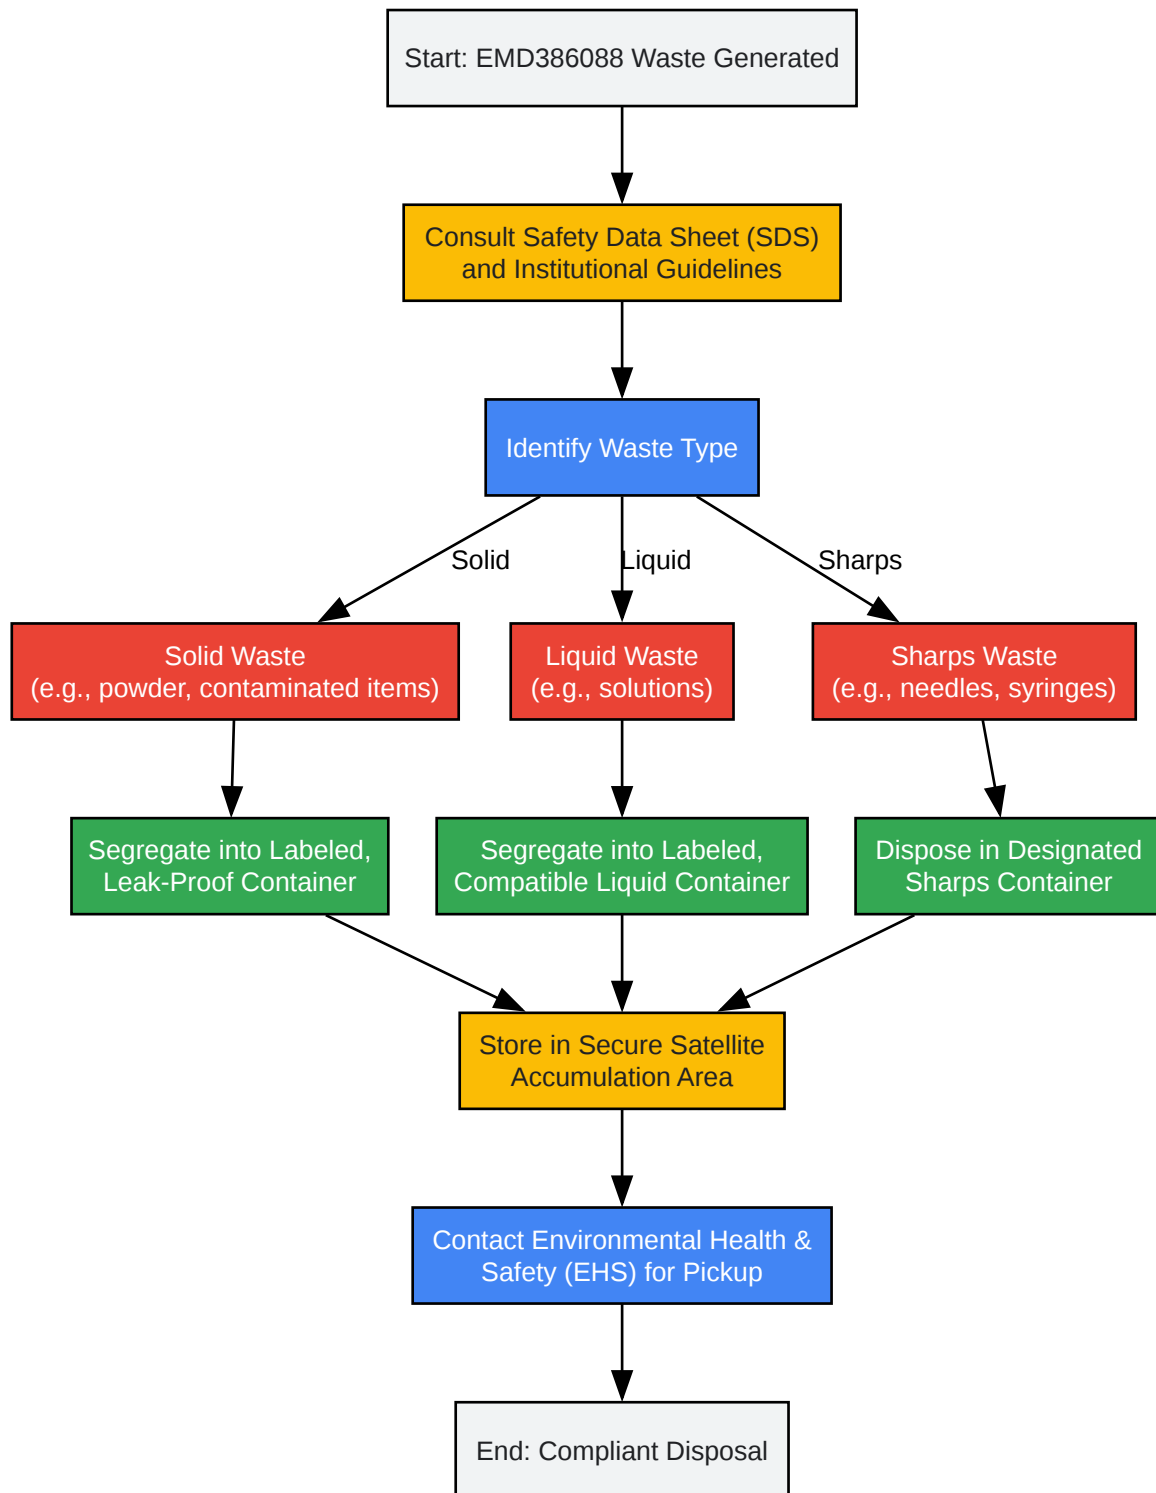 Start: EMD386088 Waste Generated
Consult Safety Data Sheet (SDS)
and Institutional Guidelines
Identify Waste Type
Solid
Liquid
Sharps
Solid Waste
(e.g., powder, contaminated items)
Liquid Waste
(e.g., solutions)
Sharps Waste
(e.g., needles, syringes)
Segregate into Labeled,
Leak-Proof Container
Segregate into Labeled,
Compatible Liquid Container
Dispose in Designated
Sharps Container
Store in Secure Satellite
Accumulation Area
Contact Environmental Health &
Safety (EHS) for Pickup
End: Compliant Disposal